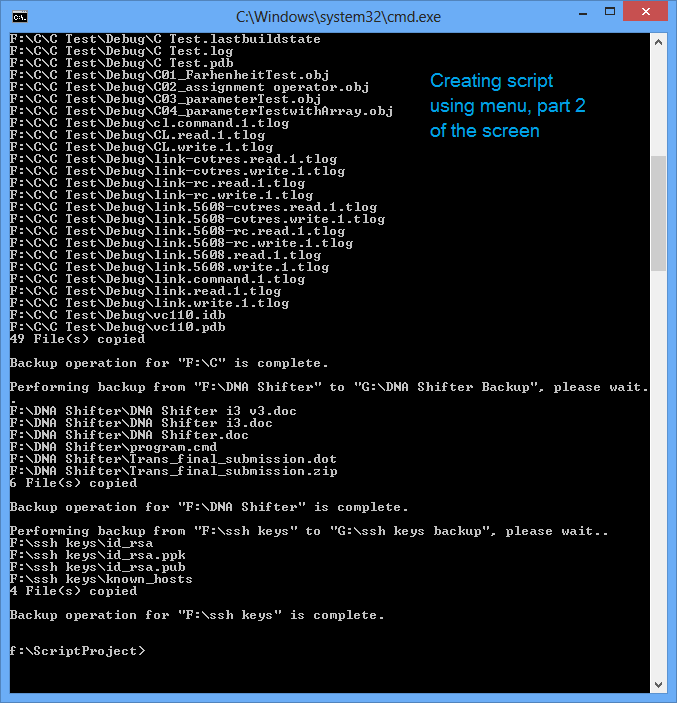 C:\Windows\system32\cmd.exe
F:\C\C Test\Debug\C Test.lastbuildstate
F:\C\C Test\Debug\C Test.log
F:\C\C Test\Debug\C Test.pdb
F:\C\C Test\Debug\C01_FarhenheitTest.obj
F:\C\C Test\Debug\C02_assignment operator.obj
F:\C\C Test\Debug\C03_parameterTest.obj
F:\C\C Test\Debug\C04_parameterTestwithArray.obj
F:\C\C Test\Debug\cl.command.1.tlog
F:\C\C Test\Debug\CL.read.1.tlog
F:\C\C Test\Debug\CL.write.1.tlog
F:\C\C Test\Debug\link-cvtres.read.1.tlog
F:\C\C Test\Debug\link-cvtres.write.1.tlog
F:\C\C Test\Debug\link-rc.read.1.tlog
F:\C\C Test\Debug\link-rc.write.1.tlog
F:\C\C Test\Debug\link.5608-cvtres.read.1.tlog
F:\C\C Test\Debug\link.5608-cvtres.write.1.tlog
F:\C\C Test\Debug\link.5608-rc.read.1.tlog
F:\C\C Test\Debug\link.5608-rc.write.1.tlog
F:\C\C Test\Debug\link.5608.read.1.tlog
F:\C\C Test\Debug\link.5608.write.1.tlog
F:\C\C Test\Debug\link.command.1.tlog
F:\C\C Test\Debug\link.read.1.tlog
F:\C\C Test\Debug\link.write.1.tlog
F:\C\C Test\Debug\vc110.idb
F:\C\C Test\Debug\vc110.pdb
49 File(s) copied
Backup operation for "F:\C" is complete.
Performing backup from "F:\DNA Shifter" to "G:\DNA Shifter Backup", please wait.
.
F:\DNA Shifter\DNA Shifter i3 v3.doc
F:\DNA Shifter\DNA Shifter i3.doc
F:\DNA Shifter\DNA Shifter.doc
F:\DNA Shifter\program.cmd
F:\DNA Shifter\Trans_final_submission.dot
F:\DNA Shifter\Trans_final_submission.zip
6 File(s) copied
Backup operation for "F:\DNA Shifter" is complete.
Performing backup from "F:\ssh keys" to "G:\ssh keys backup", please wait..
F:\ssh keys\id_rsa
F:\ssh keys\id_rsa.ppk
F:\ssh keys\id_rsa.pub
F:\ssh keys\known_hosts
4 File(s) copied
Backup operation for "F:\ssh keys" is complete.
f:\ScriptProject>
Creating script
using menu, part 2
of the screen